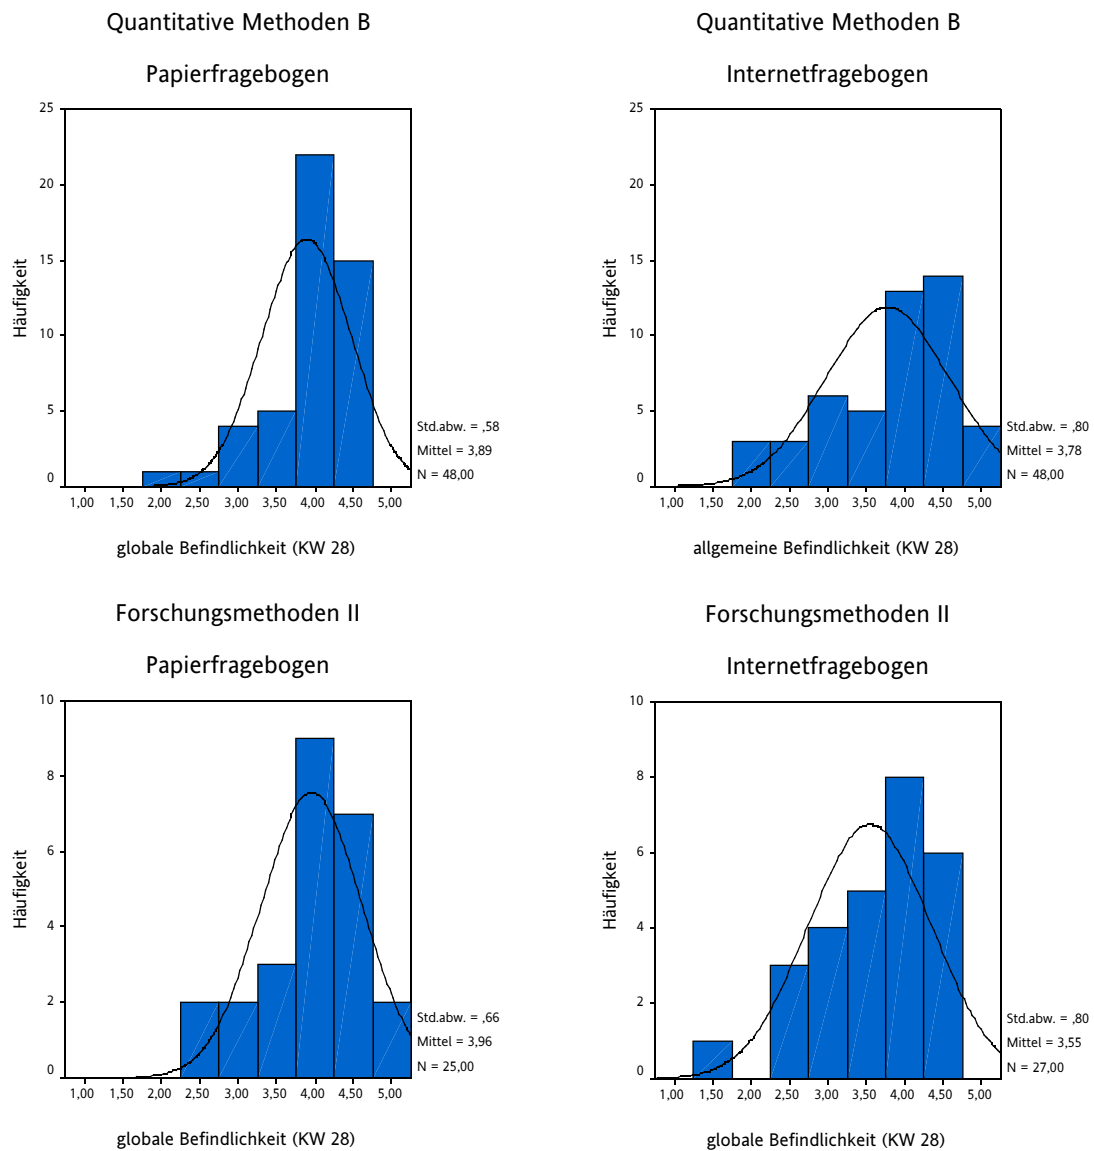 Quantitative Methoden B
Papierfragebogen
25
20
15
10
5
0
Häufigkeit
1,00 1,50 2,00 2,50 3,00 3,50 4,00 4,50 5,00
globale Befindlichkeit (KW 28)
Std.abw. = ,58
Mittel = 3,89
N = 48,00
Quantitative Methoden B
Internetfragebogen
25
20
15
10
5
0
Häufigkeit
1,00 1,50 2,00 2,50 3,00 3,50 4,00 4,50 5,00
allgemeine Befindlichkeit (KW 28)
Std.abw. = ,80
Mittel = 3,78
N = 48,00
Forschungsmethoden II
Papierfragebogen
10
8
6
4
2
0
Häufigkeit
1,00 1,50 2,00 2,50 3,00 3,50 4,00 4,50 5,00
globale Befindlichkeit (KW 28)
Std.abw. = ,66
Mittel = 3,96
N = 25,00
Forschungsmethoden II
Internetfragebogen
10
8
6
4
2
0
Häufigkeit
1,00 1,50 2,00 2,50 3,00 3,50 4,00 4,50 5,00
globale Befindlichkeit (KW 28)
Std.abw. = ,80
Mittel = 3,55
N = 27,00